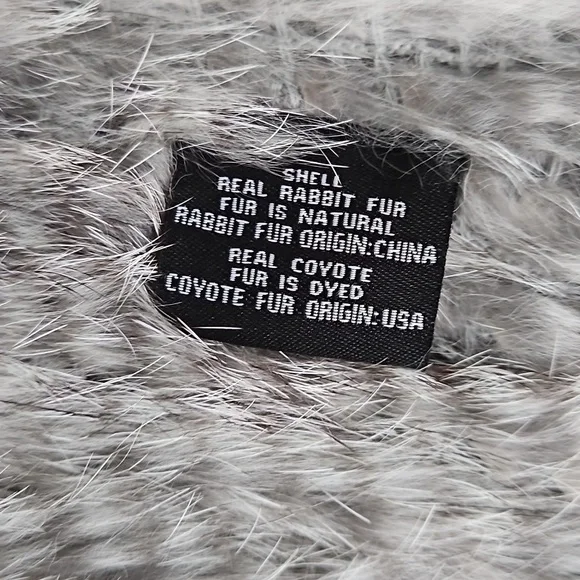 SHELL
REAL RABBIT FUR
FUR IS NATURAL
RABBIT FUR ORIGIN:CHINA
REAL COYOTE
FUR IS DYED
COYOTE FUR ORIGIN:USA